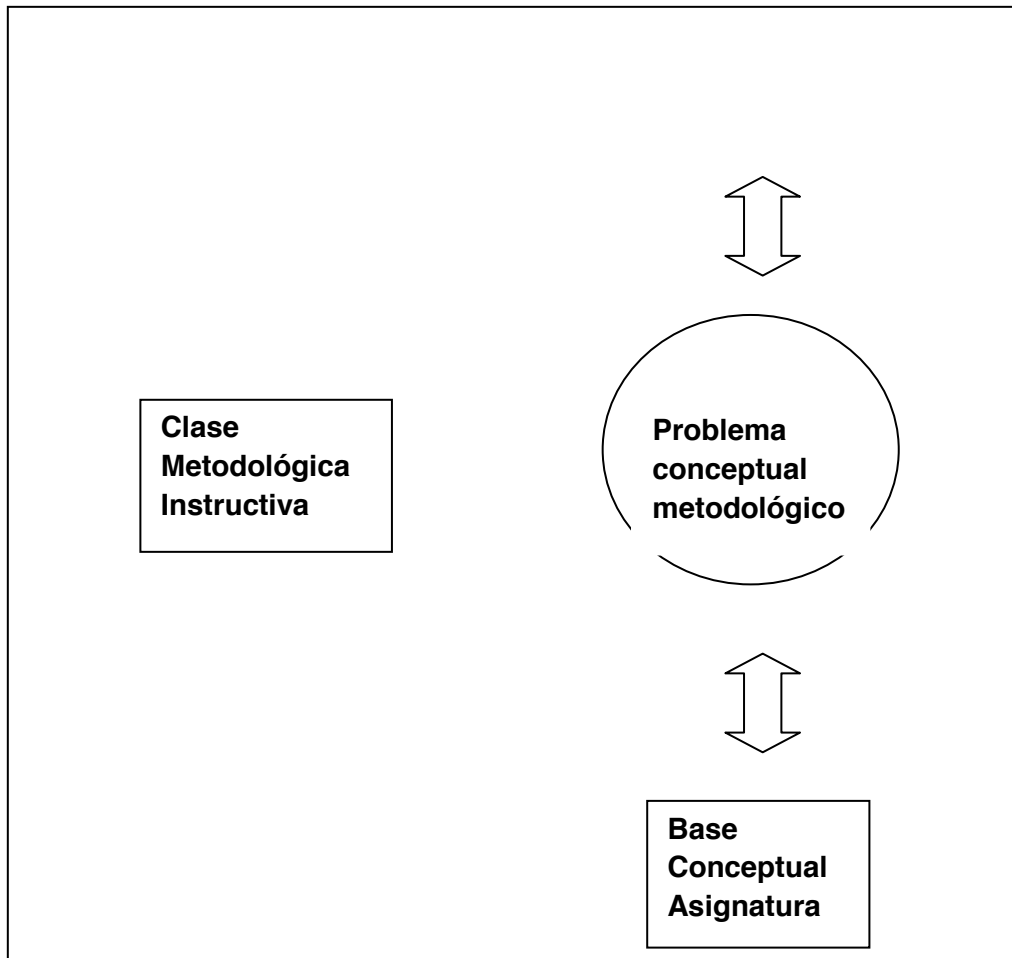 Clase
Metodológica
Instructiva
Problema
conceptual
metodológico
Base
Conceptual
Asignatura